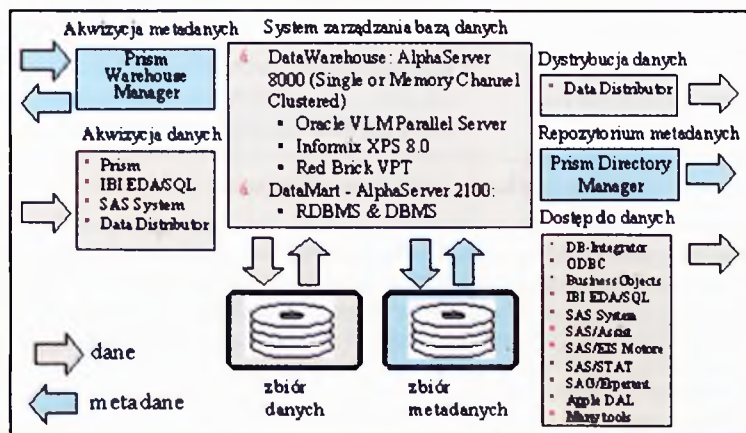 Akwizycja metadanych
Prism
Warehouse
Manager
Akwizycja danych
Prism
IBI EDA/SQL
SAS System
Data Distributor
System zarządzania bazą danych
DataWarehouse: AlphaServer
8000 (Single or Memory Channel
Clustered)
Oracle VLM Parallel Server
Informix XPS 8.0
Red Brick VPT
DataMart - AlphaServer 2100:
RDBMS & DBMS
Dystrybucja danych
Data Distributor
Repozytorium metadanych
Prism Directory
Manager
Dostęp do danych
DB-Integrator
ODBC
Business Objects
IBI EDA/SQL
SAS System
SAS/Assist
SAS/EIS
SAS/STAT
Apple DAL
Many tools
dane
metadane
zbiór
danych
zbiór
metadanych